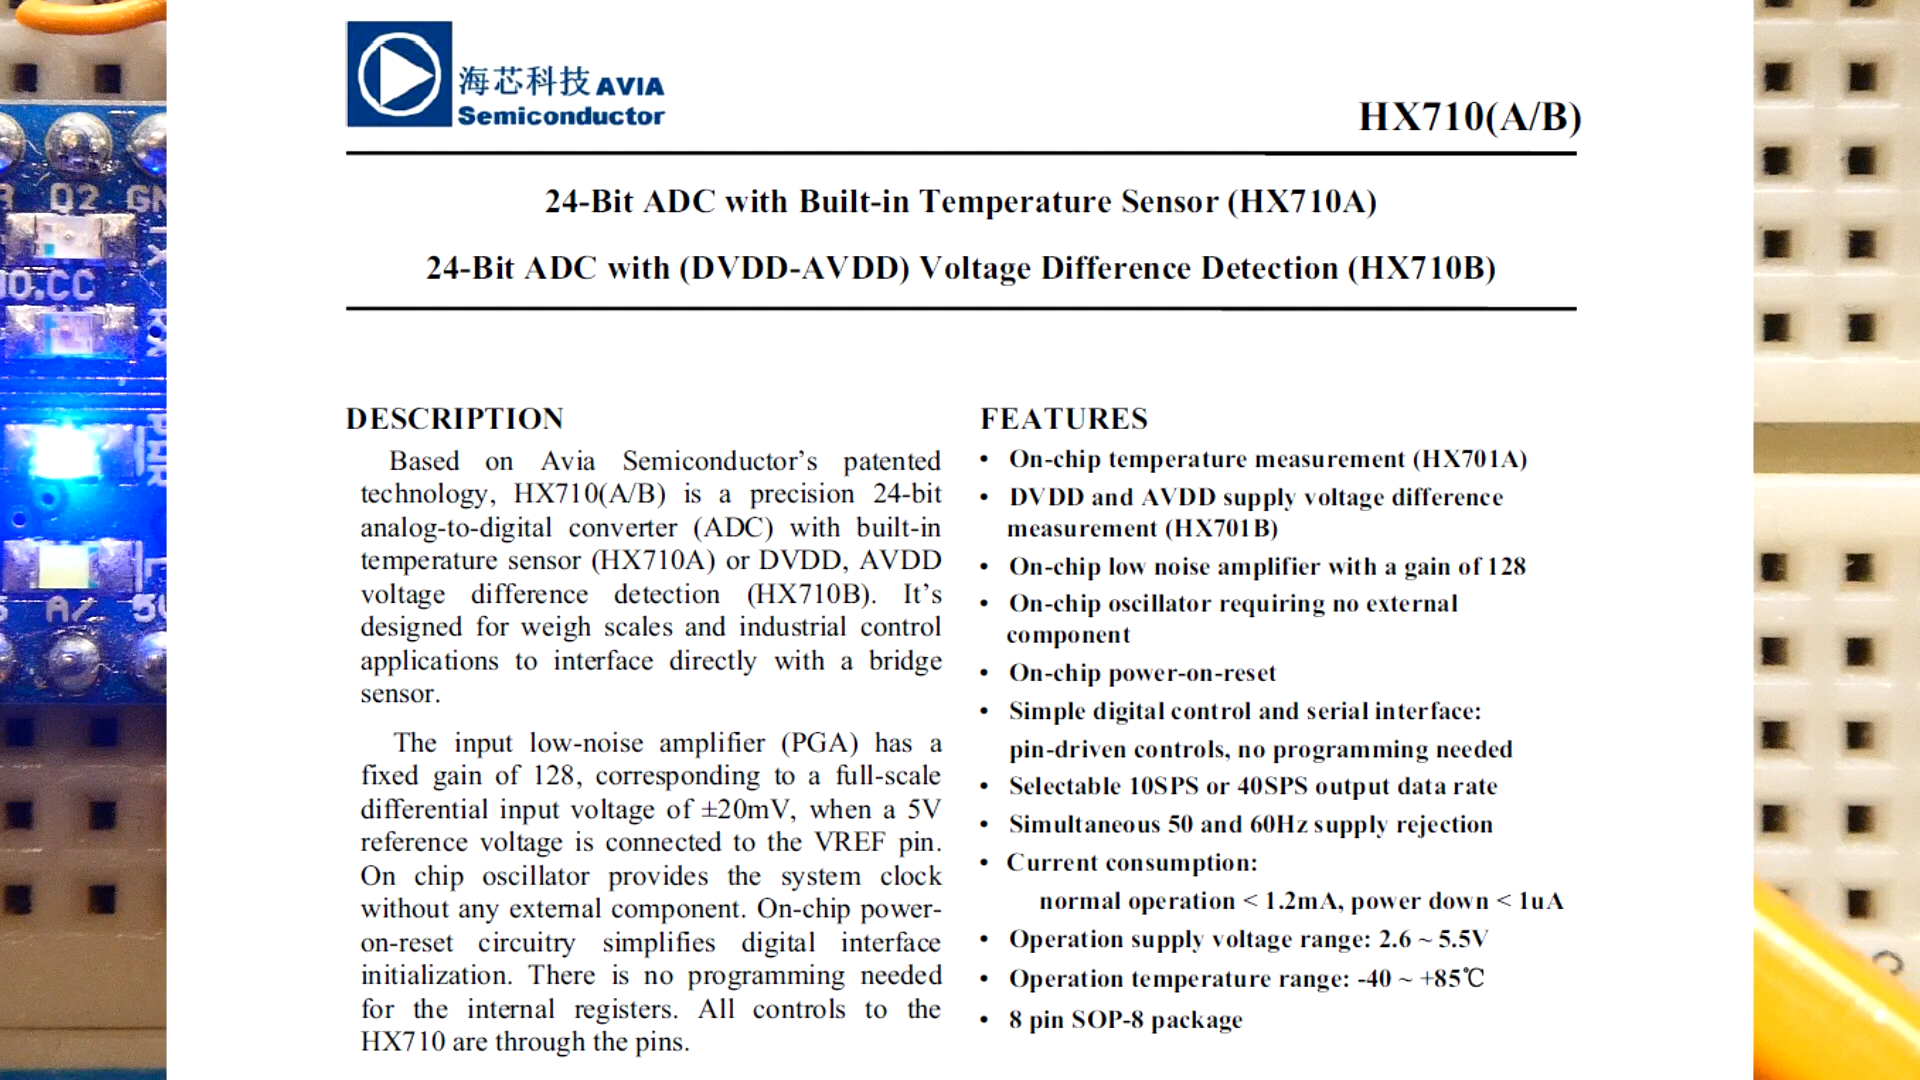 海芯科技 AVIA
Semiconductor
HX710(A/B)
24-Bit ADC with Built-in Temperature Sensor (HX710A)
24-Bit ADC with (DVDD-AVDD) Voltage Difference Detection (HX710B)
DESCRIPTION
Based on Avia Semiconductor's patented
technology, HX710(A/B) is a precision 24-bit
analog-to-digital converter (ADC) with built-in
temperature sensor (HX710A) or DVDD, AVDD
voltage difference detection (HX710B). It's
designed for weigh scales and industrial control
applications to interface directly with a bridge
sensor.
The input low-noise amplifier (PGA) has a
fixed gain of 128, corresponding to a full-scale
differential input voltage of ±20mV, when a 5V
reference voltage is connected to the VREF pin.
On chip oscillator provides the system clock
without any external component. On-chip power-
on-reset circuitry simplifies digital interface
initialization. There is no programming needed
for the internal registers. All controls to the
HX710 are through the pins.
FEATURES
• On-chip temperature measurement (HX701A)
• DVDD and AVDD supply voltage difference
measurement (HX701B)
• On-chip low noise amplifier with a gain of 128
• On-chip oscillator requiring no external
component
• On-chip power-on-reset
• Simple digital control and serial interface:
pin-driven controls, no programming needed
• Selectable 10SPS or 40SPS output data rate
• Simultaneous 50 and 60Hz supply rejection
• Current consumption:
normal operation < 1.2mA, power down < 1uA
• Operation supply voltage range: 2.6 ~ 5.5V
• Operation temperature range: -40 ~ +85℃
• 8 pin SOP-8 package
Q2
.CC
PWR
L